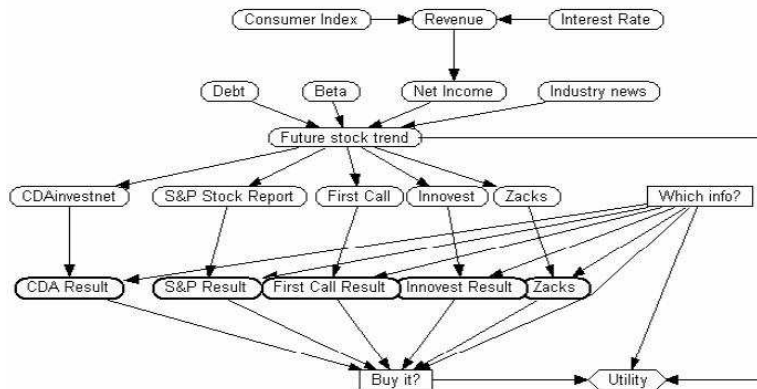 Consumer Index Revenue Interest Rate
Debt Beta Net Income Industry news
Future stock trend
CDAinvestnet S&P Stock Report First Call Innovest Zacks Which info?
CDA Result S&P Result First Call Result Innovest Result Zacks
Buy it? Utility